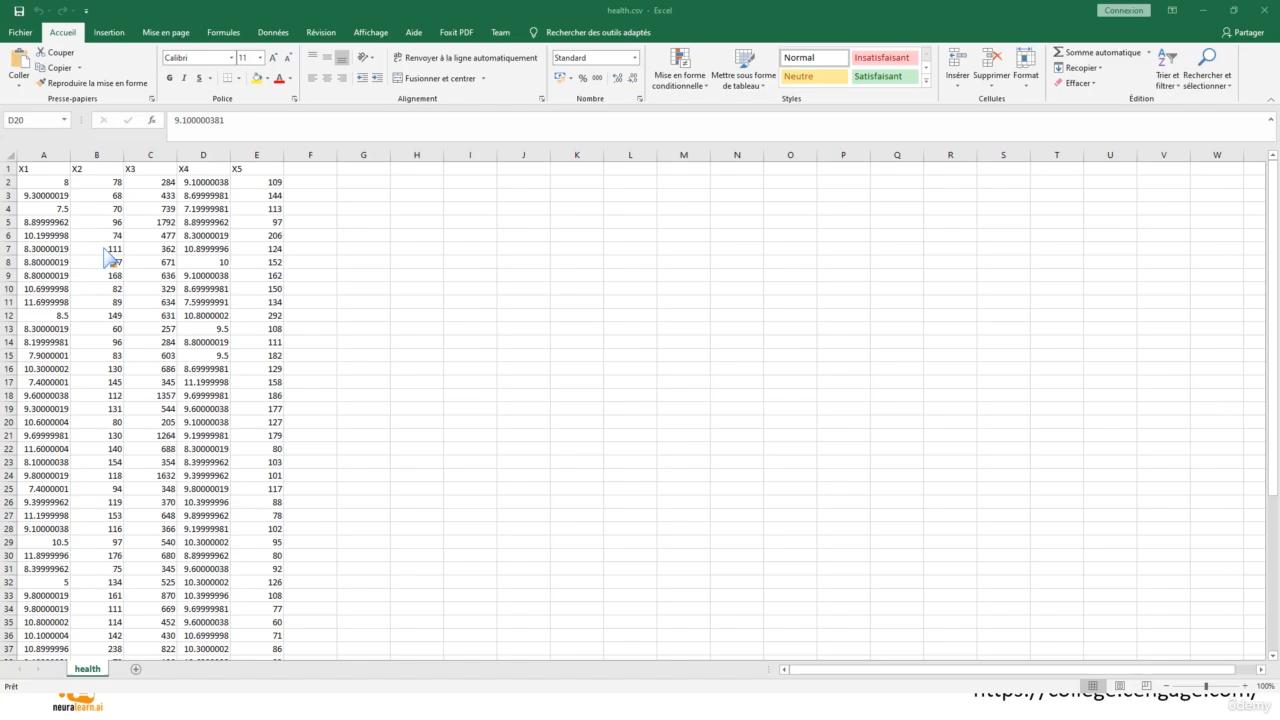 health.csv - Excel
Connexion
Fichier Accueil Insertion Mise en page Formules Données Révision Affichage Aide Foxit PDF Team Rechercher des outils adaptés Partager
Coller
Couper
Copier
Reproduire la mise en forme
Presse-papiers
Calibri 11
G I S
Police
Renvoyer à la ligne automatiquement
Fusionner et centrer
Alignement
Standard
% 000
Nombre
Mise en forme conditionnelle
Mettre sous forme de tableau
Normal Insatisfaisant
Neutre Satisfaisant
Styles
Insérer Supprimer Format
Cellules
Somme automatique
Recopier
Effacer
Trier et filtrer
Rechercher et sélectionner
Édition
D20 fx 9.100000381
A B C D E F G H I J K L M N O P Q R S T U V W
1 X1 X2 X3 X4 X5
2 8 78 284 9.10000038 109
3 9.30000019 68 433 8.69999981 144
4 7.5 70 739 7.19999981 113
5 8.89999962 96 1792 8.89999962 97
6 10.1999998 74 477 8.30000019 206
7 8.30000019 111 362 10.8999996 124
8 8.80000019 671 10 152
9 8.80000019 168 636 9.10000038 162
10 10.6999998 82 329 8.69999981 150
11 11.6999998 89 634 7.59999991 134
12 8.5 149 631 10.8000002 292
13 8.30000019 60 257 9.5 108
14 8.19999981 96 284 8.80000019 111
15 7.9000001 83 603 9.5 182
16 10.3000002 130 686 8.69999981 129
17 7.4000001 145 345 11.1999998 158
18 9.60000038 112 1357 9.69999981 186
19 9.30000019 131 544 9.60000038 177
20 10.6000004 80 205 9.10000038 127
21 9.69999981 130 1264 9.19999981 179
22 11.6000004 140 688 8.30000019 80
23 8.10000038 154 354 8.39999962 103
24 9.80000019 118 1632 9.39999962 101
25 7.4000001 94 348 9.80000019 117
26 9.39999962 119 370 10.3999996 88
27 11.1999998 153 648 9.89999962 78
28 9.10000038 116 366 9.19999981 102
29 10.5 97 540 10.3000002 95
30 11.8999996 176 680 8.89999962 80
31 8.39999962 75 345 9.60000038 92
32 5 134 525 10.3000002 126
33 9.80000019 161 870 10.3999996 108
34 9.80000019 111 669 9.69999981 77
35 10.8000002 114 452 9.60000038 60
36 10.1000004 142 430 10.6999998 71
37 10.8999996 238 822 10.3000002 86
health
Prêt 100%
neuralearn.ai
https://college.cengage.com/
ûdemy